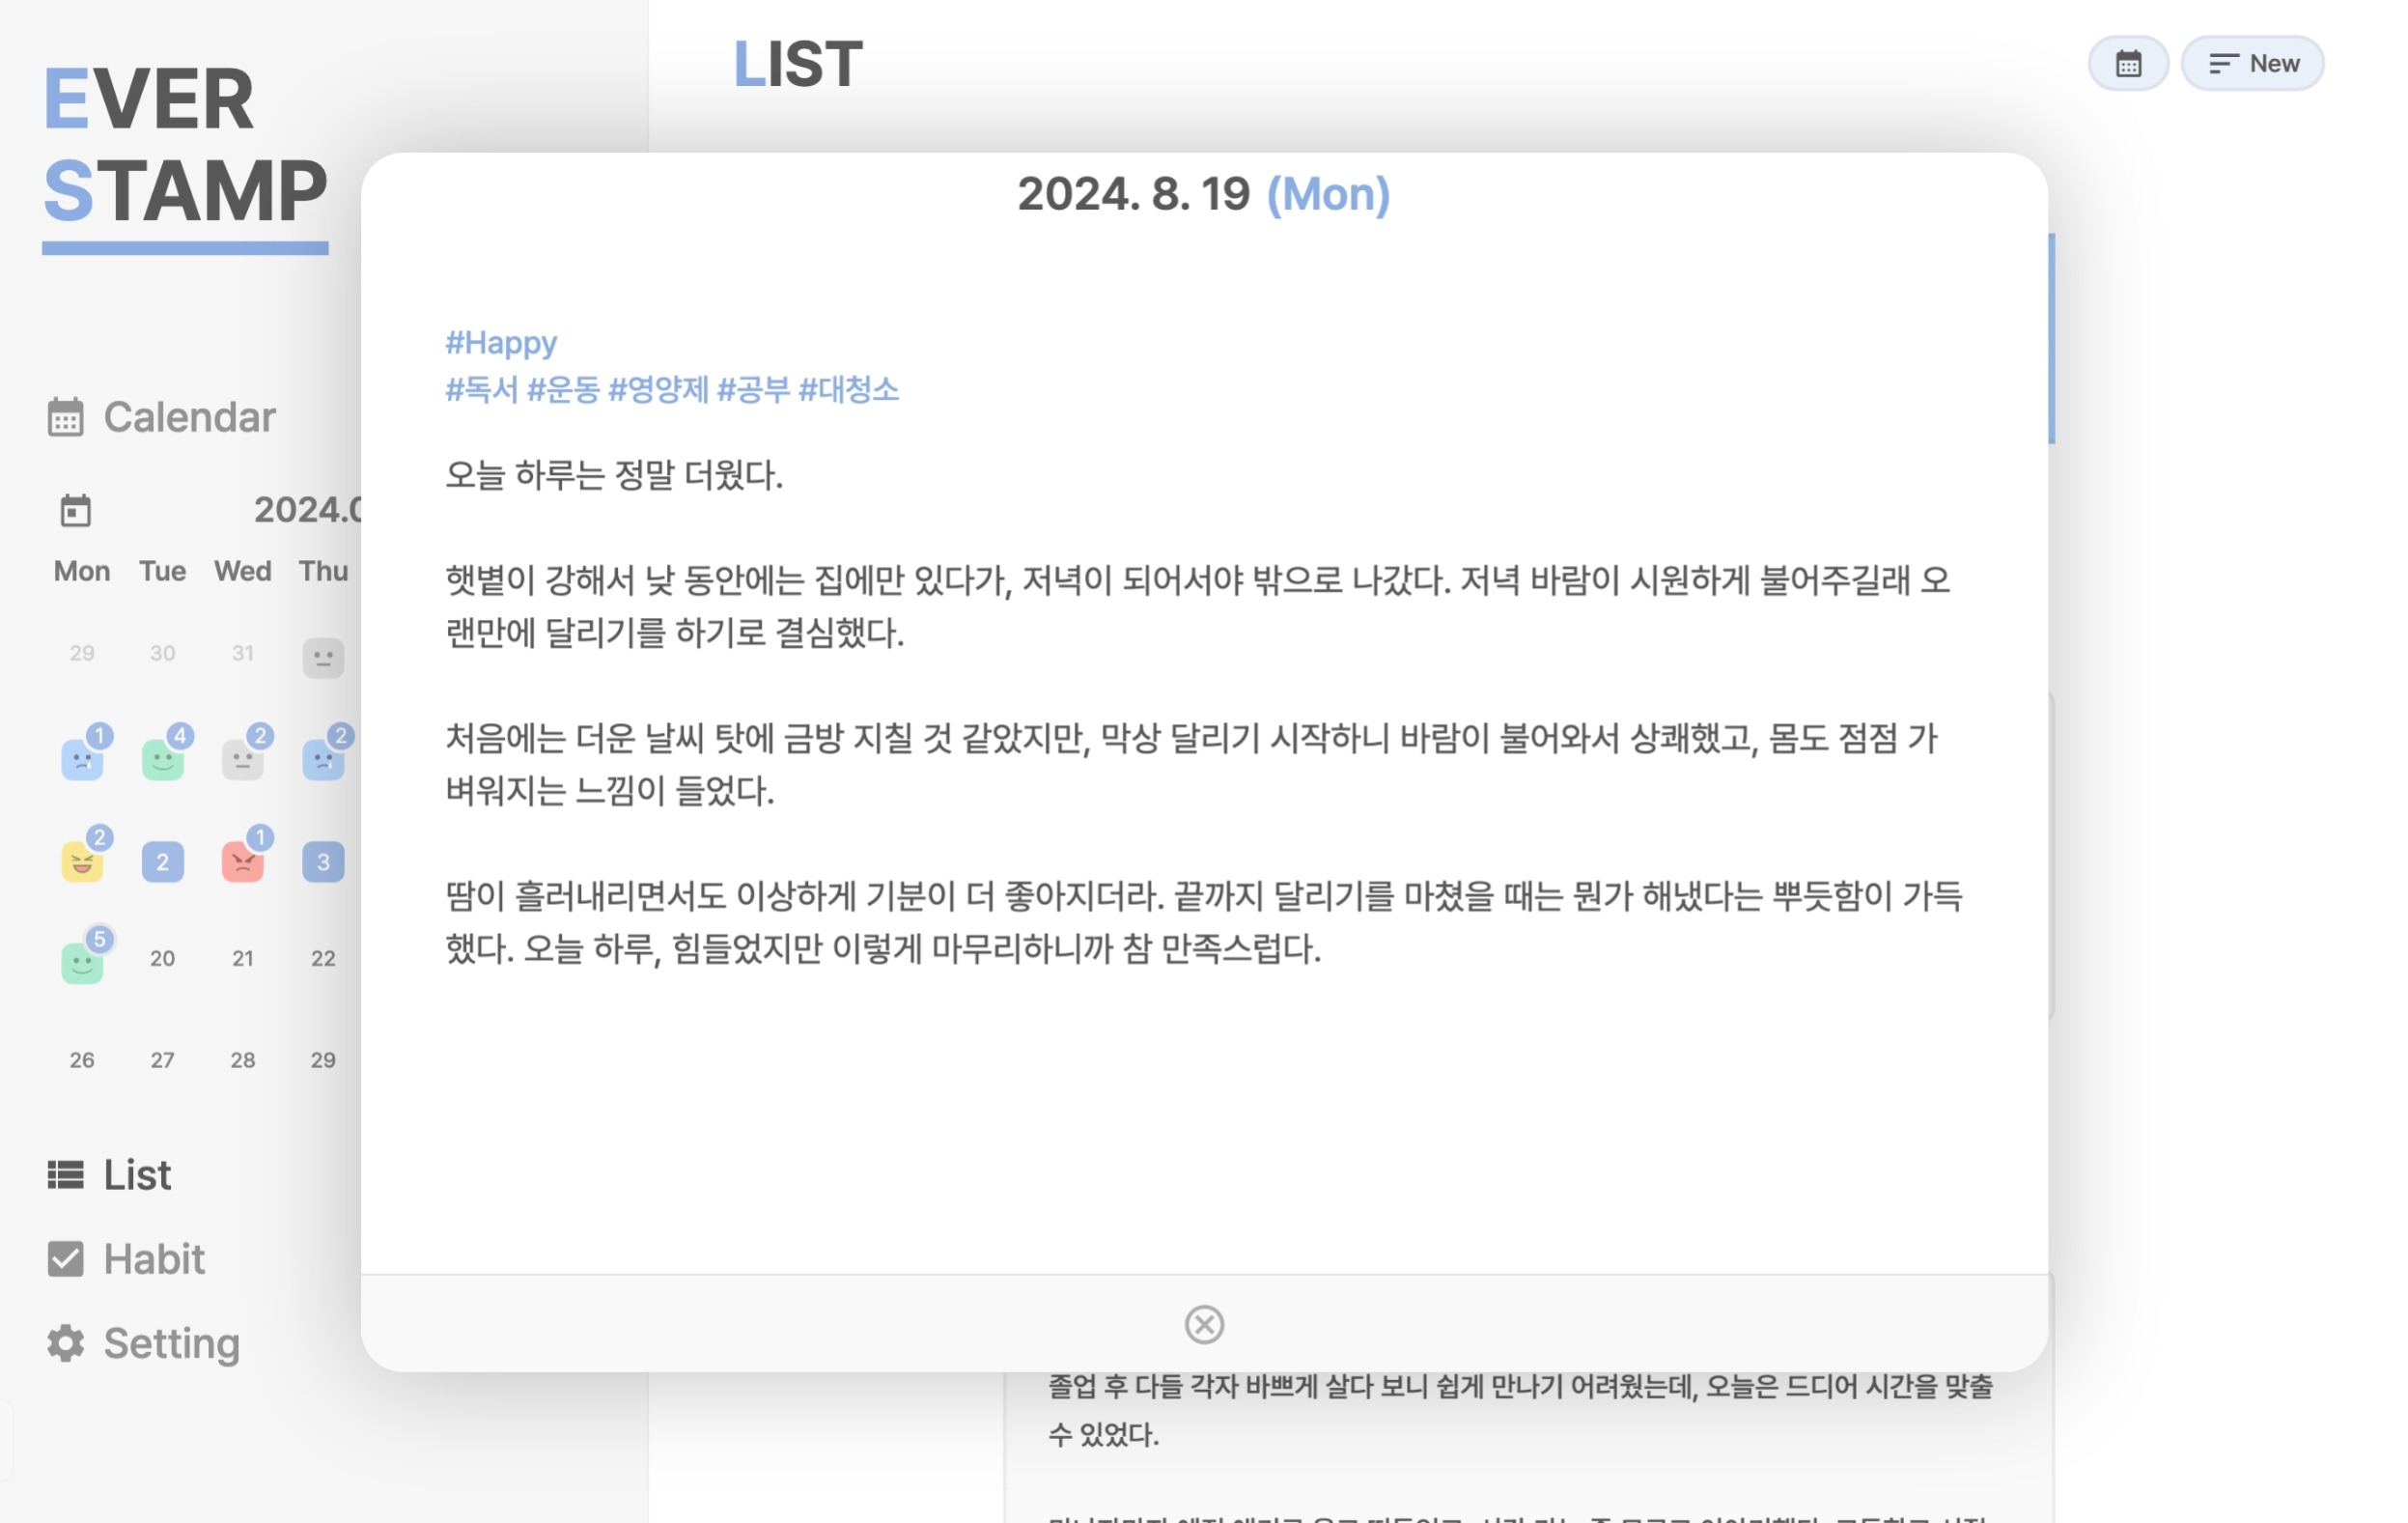 EVER
STAMP
Calendar
2024.0
Mon Tue Wed Thu
29 30 31
1 4 2 2
2 2 1 3
5 20 21 22
26 27 28 29
List
Habit
Setting
LIST
New
2024. 8. 19 (Mon)
#Happy
#독서 #운동 #영양제 #공부 #대청소
오늘 하루는 정말 더웠다.
햇볕이 강해서 낮 동안에는 집에만 있다가, 저녁이 되어서야 밖으로 나갔다. 저녁 바람이 시원하게 불어주길래 오
랜만에 달리기를 하기로 결심했다.
처음에는 더운 날씨 탓에 금방 지칠 것 같았지만, 막상 달리기 시작하니 바람이 불어와서 상쾌했고, 몸도 점점 가
벼워지는 느낌이 들었다.
땀이 흘러내리면서도 이상하게 기분이 더 좋아지더라. 끝까지 달리기를 마쳤을 때는 뭔가 해냈다는 뿌듯함이 가득
했다. 오늘 하루, 힘들었지만 이렇게 마무리하니까 참 만족스럽다.
졸업 후 다들 각자 바쁘게 살다 보니 쉽게 만나기 어려웠는데, 오늘은 드디어 시간을 맞출
수 있었다.